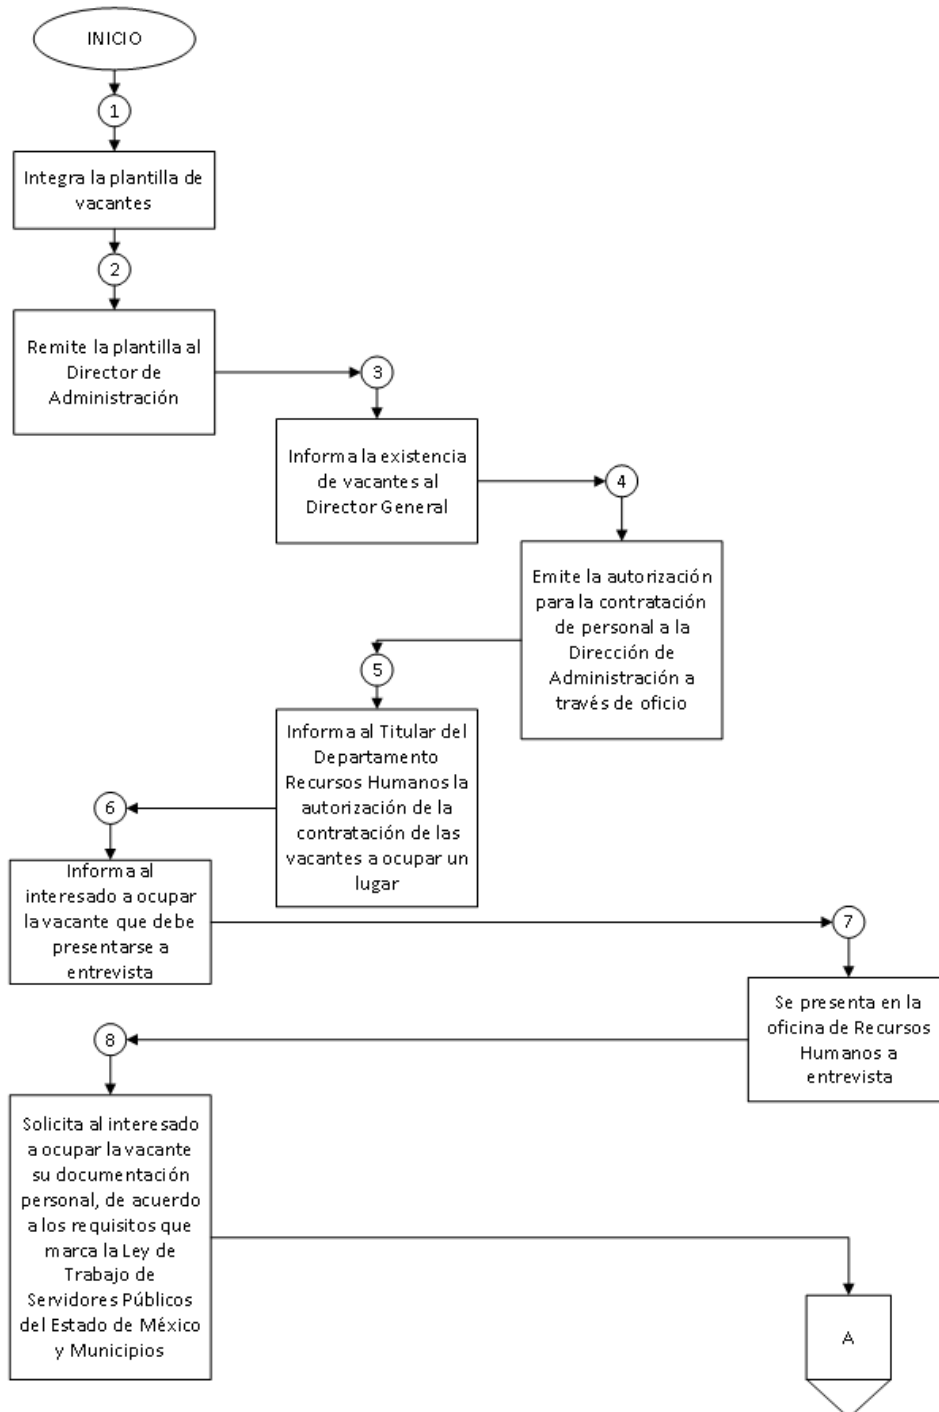 INICIO
1
Integra la plantilla de
vacantes
2
Remite la plantilla al
Director de
Administración
3
Informa la existencia
de vacantes al
Director General
4
Emite la autorización
para la contratación
de personal a la
Dirección de
Administración a
través de oficio
5
Informa al Titular del
Departamento
Recursos Humanos la
autorización de la
contratación de las
vacantes a ocupar un
lugar
6
Informa al
interesado a ocupar
la vacante que debe
presentarse a
entrevista
7
Se presenta en la
oficina de Recursos
Humanos a
entrevista
8
Solicita al interesado
a ocupar la vacante
su documentación
personal, de acuerdo
a los requisitos que
marca la Ley de
Trabajo de
Servidores Públicos
del Estado de México
y Municipios
A